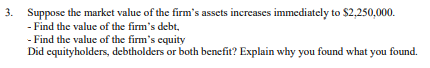 3. Suppose the market value of the firm's assets increases immediately to $2,250,000.
- Find the value of the firm's debt,
- Find the value of the firm's equity
Did equityholders, debtholders or both benefit? Explain why you found what you found.